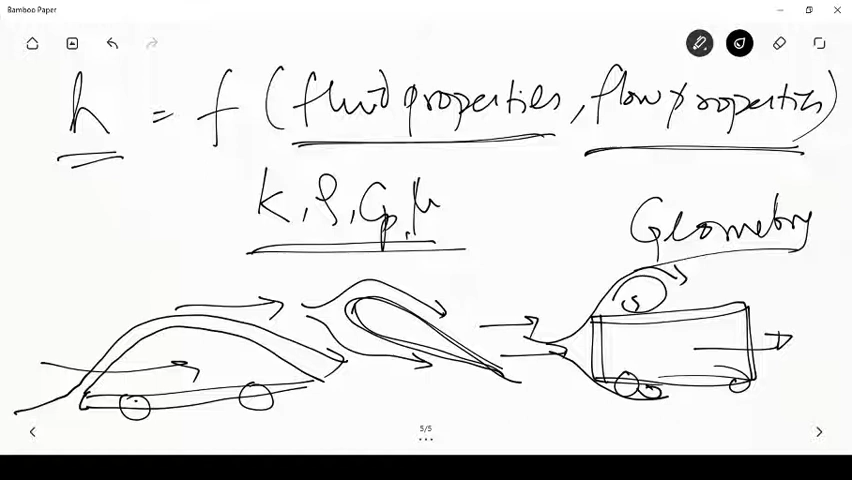 Bamboo Paper
h = f (fluid properties, flow properties)
k, ρ, Cp, μ
Geometry
5/5